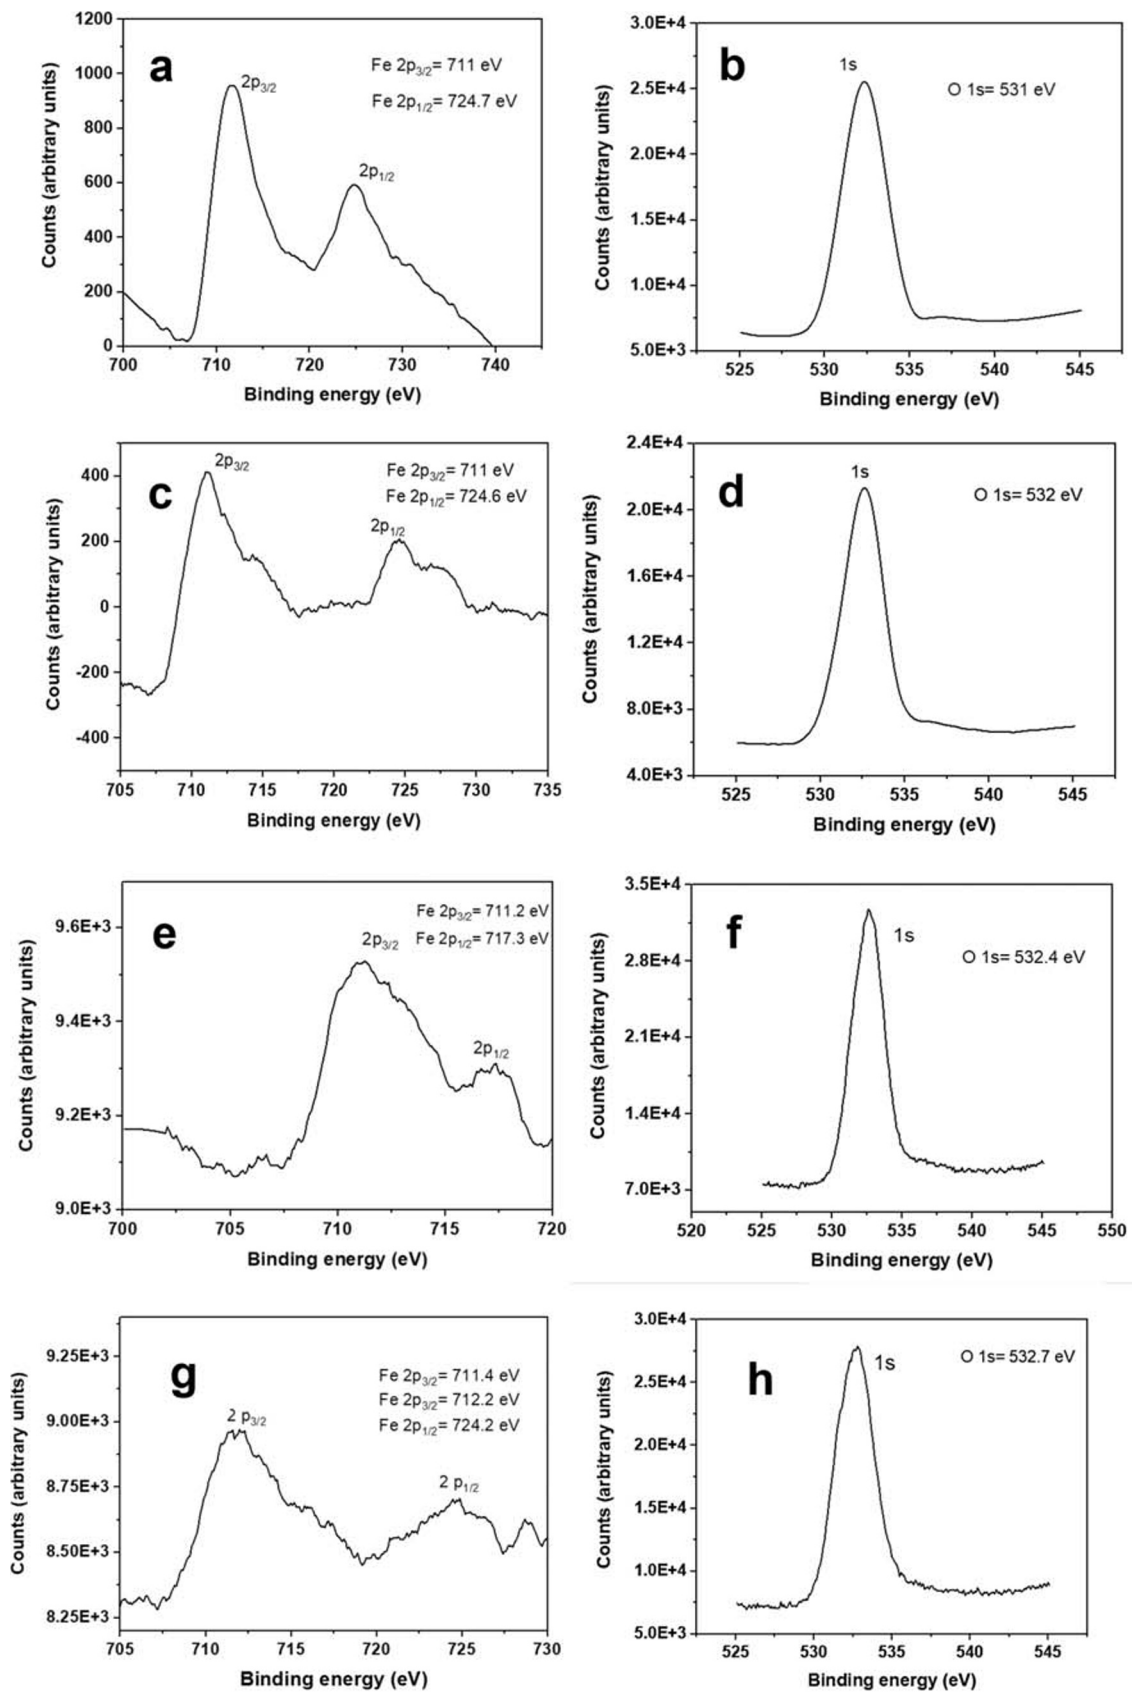 a
Fe 2p3/2= 711 eV
Fe 2p1/2= 724.7 eV
2p3/2
2p1/2
1200
1000
800
600
400
200
0
700 710 720 730 740
Counts (arbitrary units)
Binding energy (eV)
b
1s
O 1s= 531 eV
3.0E+4
2.5E+4
2.0E+4
1.5E+4
1.0E+4
5.0E+3
525 530 535 540 545
Counts (arbitrary units)
Binding energy (eV)
c
2p3/2
Fe 2p3/2= 711 eV
Fe 2p1/2= 724.6 eV
2p1/2
400
200
0
-200
-400
705 710 715 720 725 730 735
Counts (arbitrary units)
Binding energy (eV)
d
1s
O 1s= 532 eV
2.4E+4
2.0E+4
1.6E+4
1.2E+4
8.0E+3
4.0E+3
525 530 535 540 545
Counts (arbitrary units)
Binding energy (eV)
e
Fe 2p3/2= 711.2 eV
Fe 2p1/2= 717.3 eV
2p3/2
2p1/2
9.6E+3
9.4E+3
9.2E+3
9.0E+3
700 705 710 715 720
Counts (arbitrary units)
Binding energy (eV)
f
1s
O 1s= 532.4 eV
3.5E+4
2.8E+4
2.1E+4
1.4E+4
7.0E+3
520 525 530 535 540 545 550
Counts (arbitrary units)
Binding energy (eV)
g
Fe 2p3/2= 711.4 eV
Fe 2p3/2= 712.2 eV
Fe 2p1/2= 724.2 eV
2 p3/2
2 p1/2
9.25E+3
9.00E+3
8.75E+3
8.50E+3
8.25E+3
705 710 715 720 725 730
Counts (arbitrary units)
Binding energy (eV)
h
1s
O 1s= 532.7 eV
3.0E+4
2.5E+4
2.0E+4
1.5E+4
1.0E+4
5.0E+3
525 530 535 540 545
Counts (arbitrary units)
Binding energy (eV)